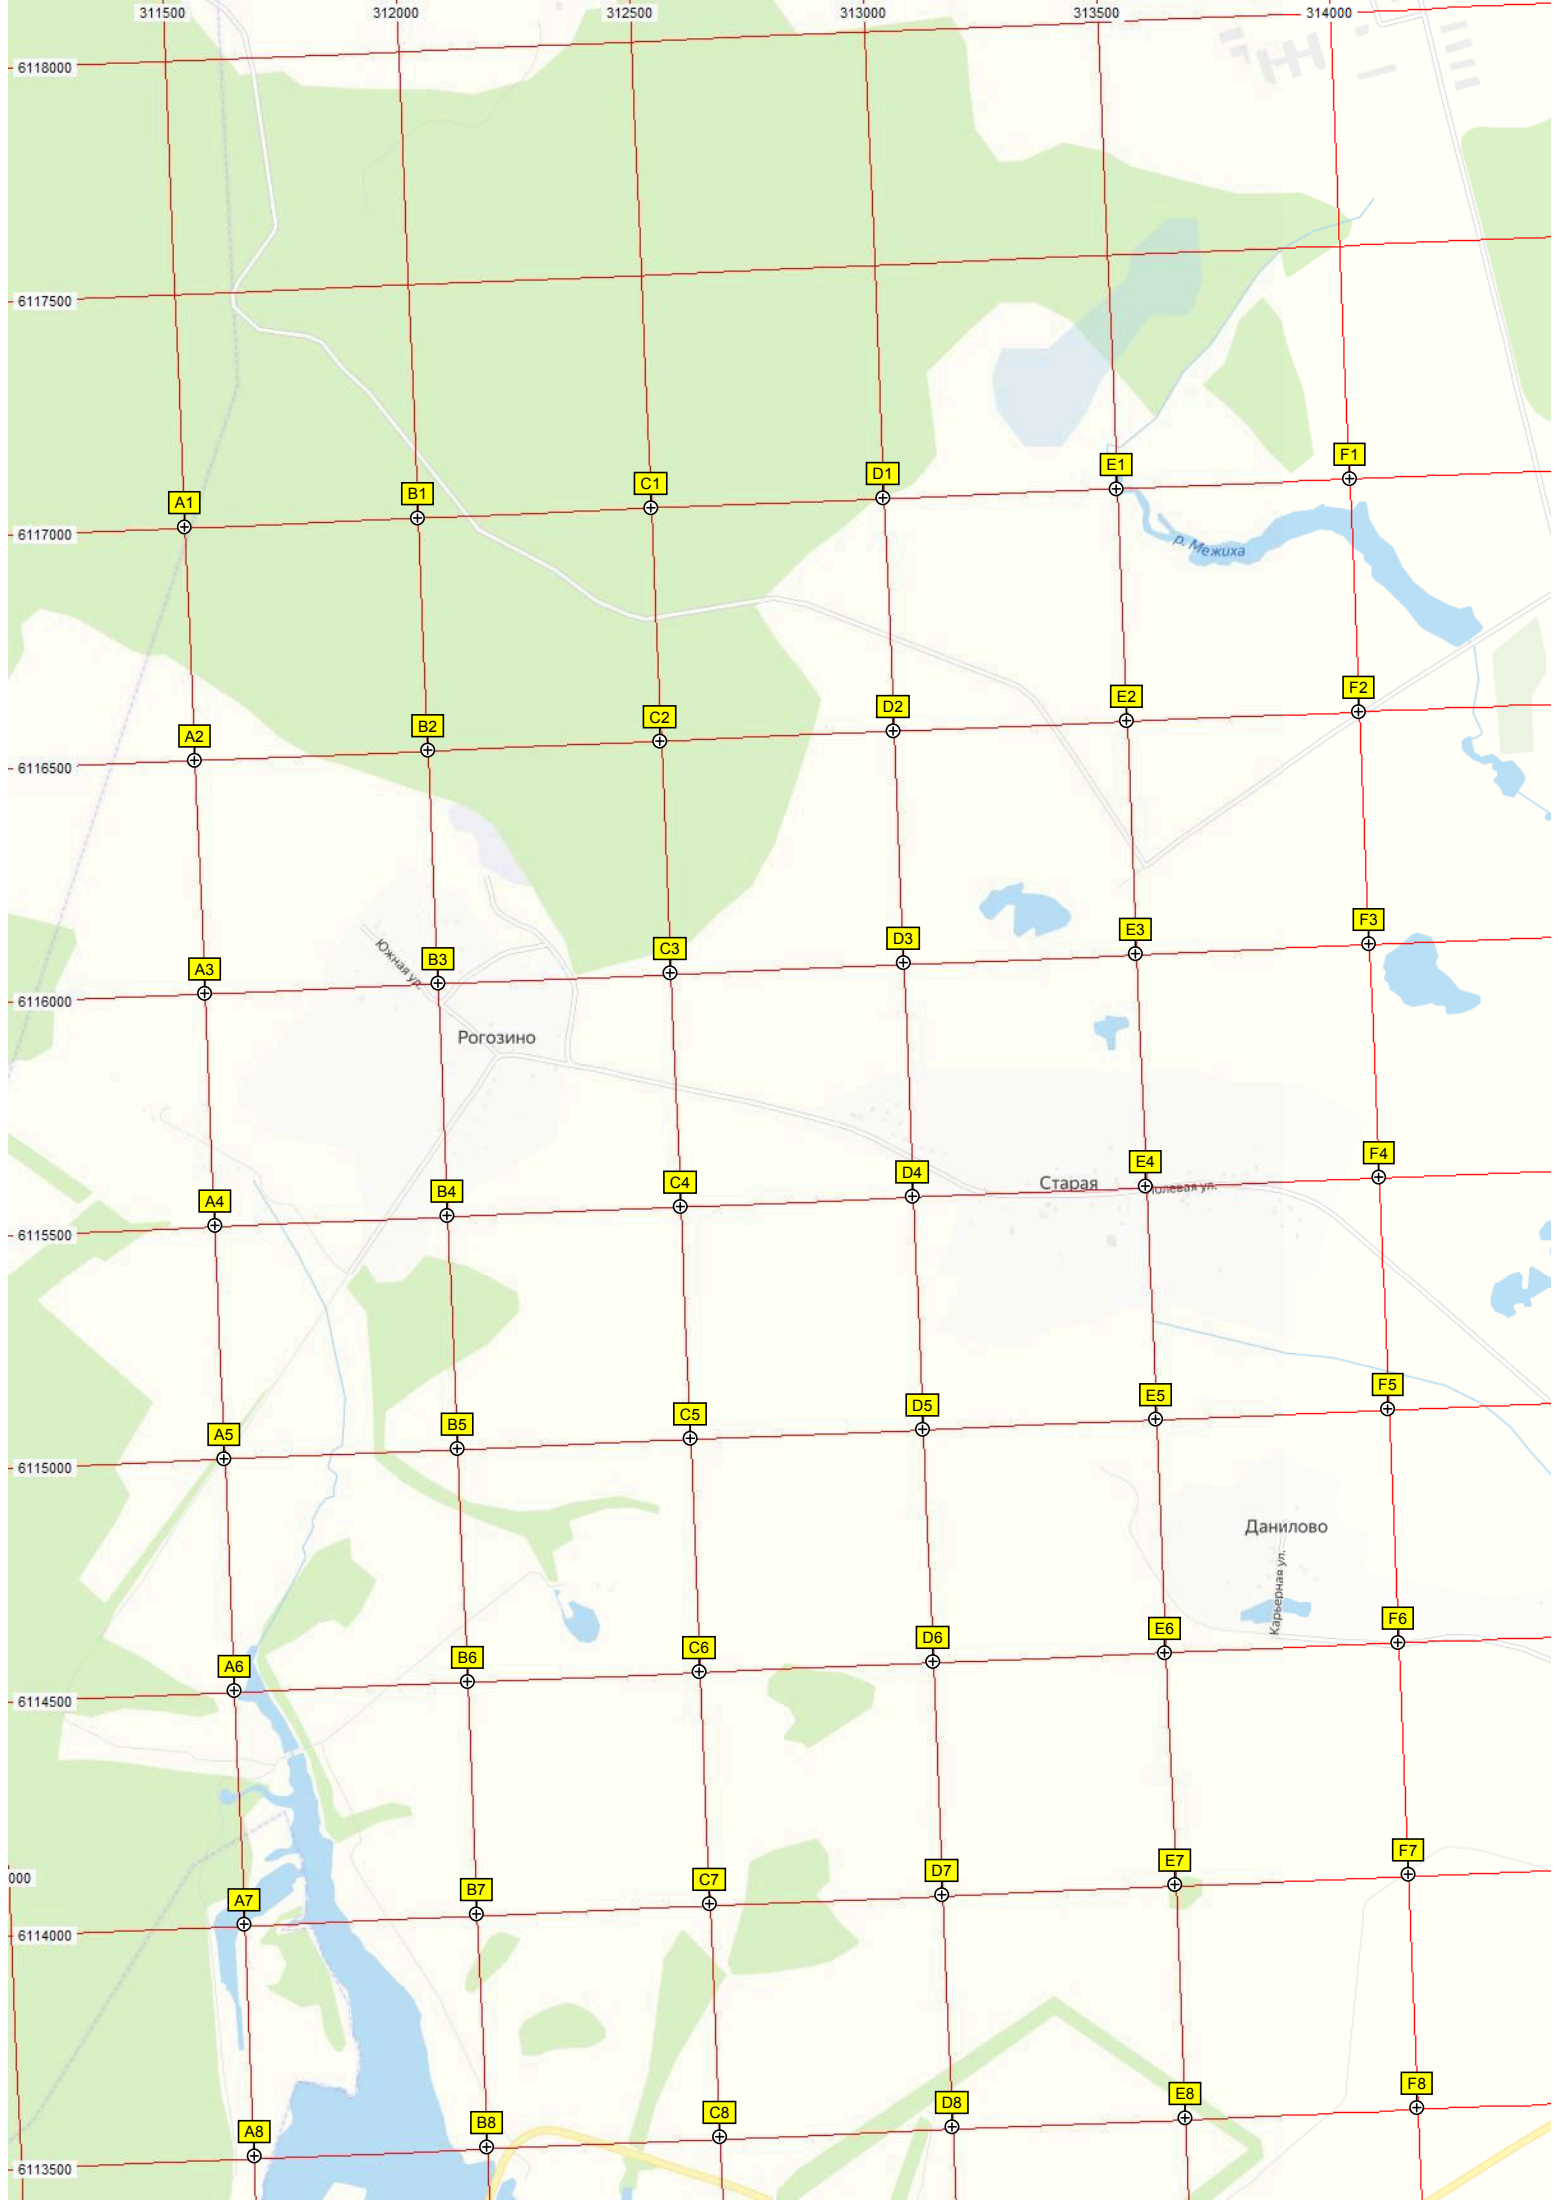 311500 312000 312500 313000 313500 314000
6118000
6117500
A1 B1 C1 D1 E1 F1
6117000
р. Межиха
A2 B2 C2 D2 E2 F2
6116500
A3 B3 C3 D3 E3 F3
Южная ул.
6116000
Рогозино
A4 B4 C4 D4 E4 F4
Старая
Полевая ул.
6115500
A5 B5 C5 D5 E5 F5
6115000
Данилово
Карьерная ул.
A6 B6 C6 D6 E6 F6
6114500
A7 B7 C7 D7 E7 F7
000
6114000
A8 B8 C8 D8 E8 F8
6113500